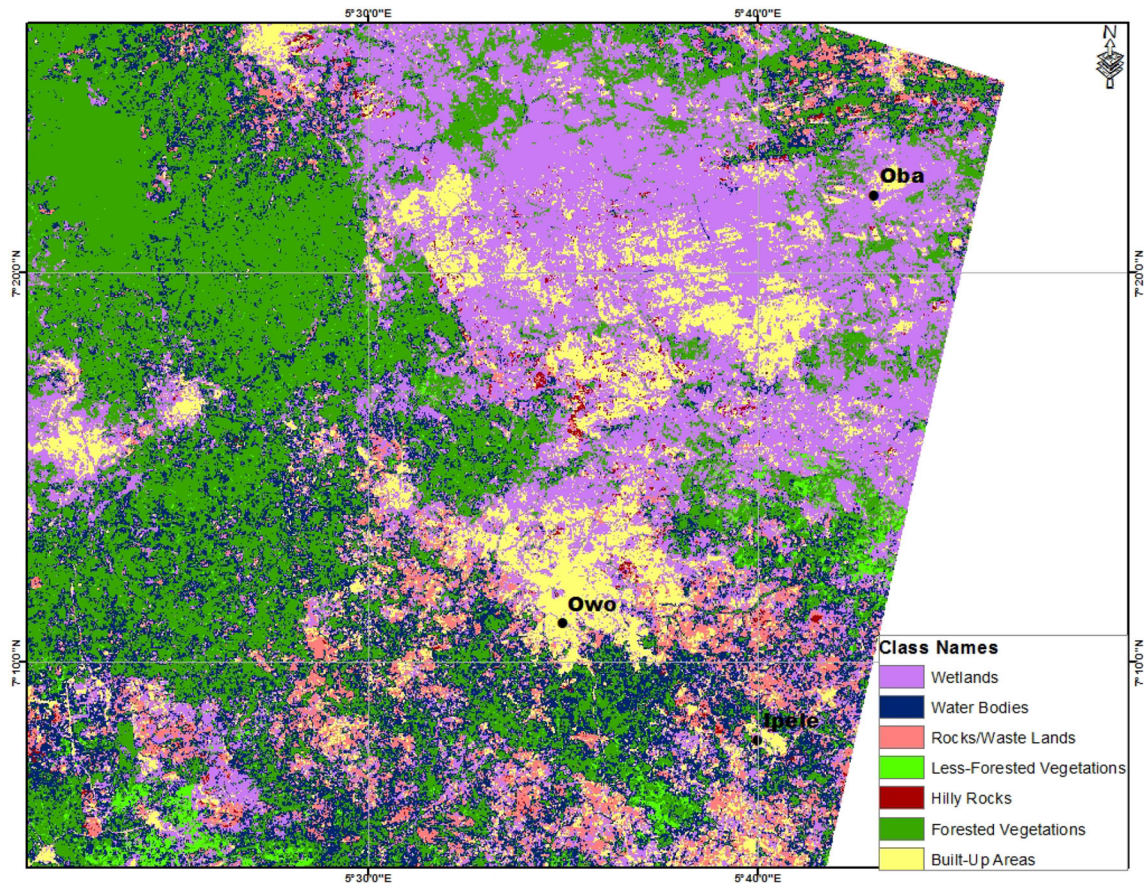 5°30'0"E
5°40'0"E
N
Oba
7°20'0"N
7°20'0"N
Owo
Class Names
7°10'0"N
7°10'0"N
Wetlands
Water Bodies
Ipele
Rocks/Waste Lands
Less-Forested Vegetations
Hilly Rocks
Forested Vegetations
Built-Up Areas
5°30'0"E
5°40'0"E